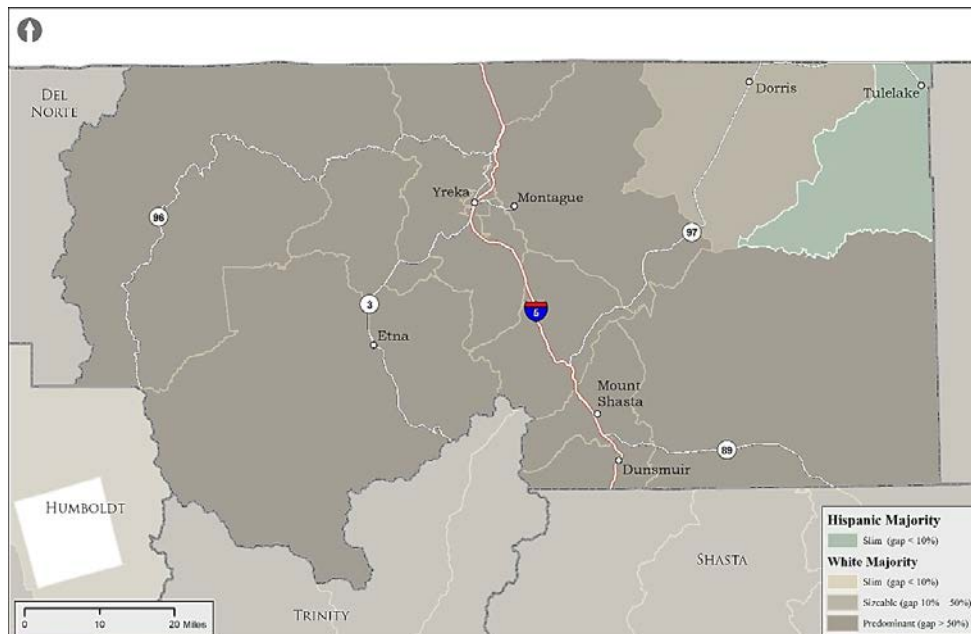 DEL
NORTE
Dorris
Tulelake
Yreka
Montague
96
97
3
5
Etna
Mount
Shasta
89
Dunsmuir
HUMBOLDT
SHASTA
TRINITY
0 10 20 Miles
Hispanic Majority
Slim (gap < 10%)
White Majority
Slim (gap < 10%)
Sizeable (gap 10% 50%)
Predominant (gap > 50%)